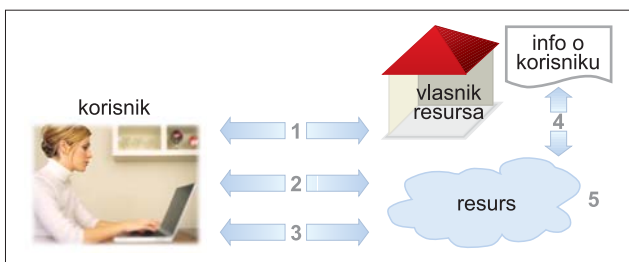 info o
korisniku
vlasnik
resursa
korisnik
1
4
2
resurs
5
3